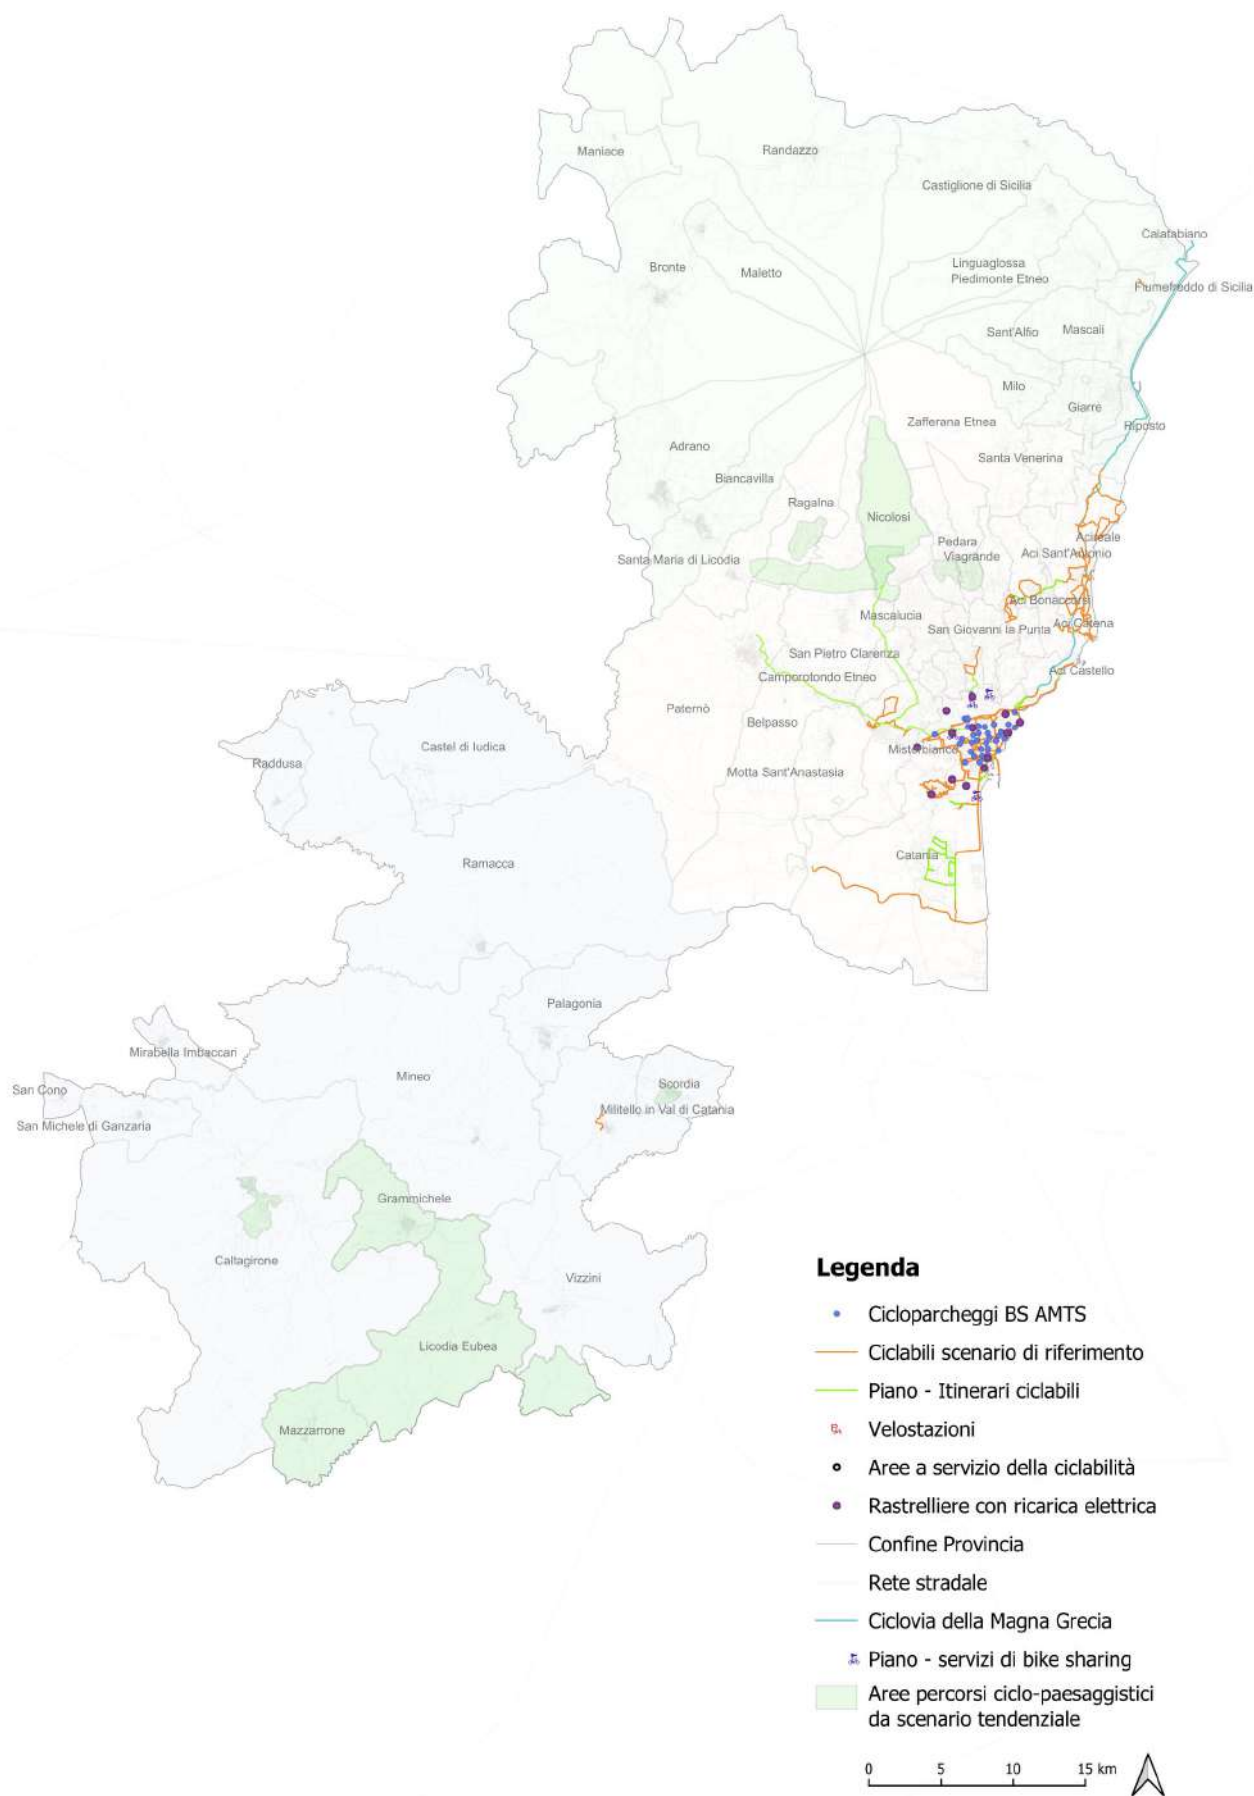 Maniace
Randazzo
Castiglione di Sicilia
Calatabiano
Bronte
Maletto
Linguaglossa
Piedimonte Etneo
Fiumefreddo di Sicilia
Sant'Alfio
Mascali
Milo
Giarre
Zafferana Etnea
Riposto
Adrano
Santa Venerina
Biancavilla
Ragalna
Nicolosi
Acireale
Pedara
Viagrande
Aci Sant'Antonio
Santa Maria di Licodia
Aci Bonaccorsi
Mascalucia
San Giovanni la Punta
Aci Catena
San Pietro Clarenza
Aci Castello
Camporotondo Etneo
Paternò
Belpasso
Castel di Iudica
Misterbianco
Raddusa
Motta Sant'Anastasia
Ramacca
Catania
Palagonia
Mirabella Imbaccari
Mineo
San Cono
Scordia
Militello in Val di Catania
San Michele di Ganzaria
Grammichele
Caltagirone
Vizzini
Licodia Eubea
Mazzarrone
Legenda
Cicloparcheggi BS AMTS
Ciclabili scenario di riferimento
Piano - Itinerari ciclabili
Velostazioni
Aree a servizio della ciclabilità
Rastrelliere con ricarica elettrica
Confine Provincia
Rete stradale
Ciclovia della Magna Grecia
Piano - servizi di bike sharing
Aree percorsi ciclo-paesaggistici
da scenario tendenziale
0 5 10 15 km